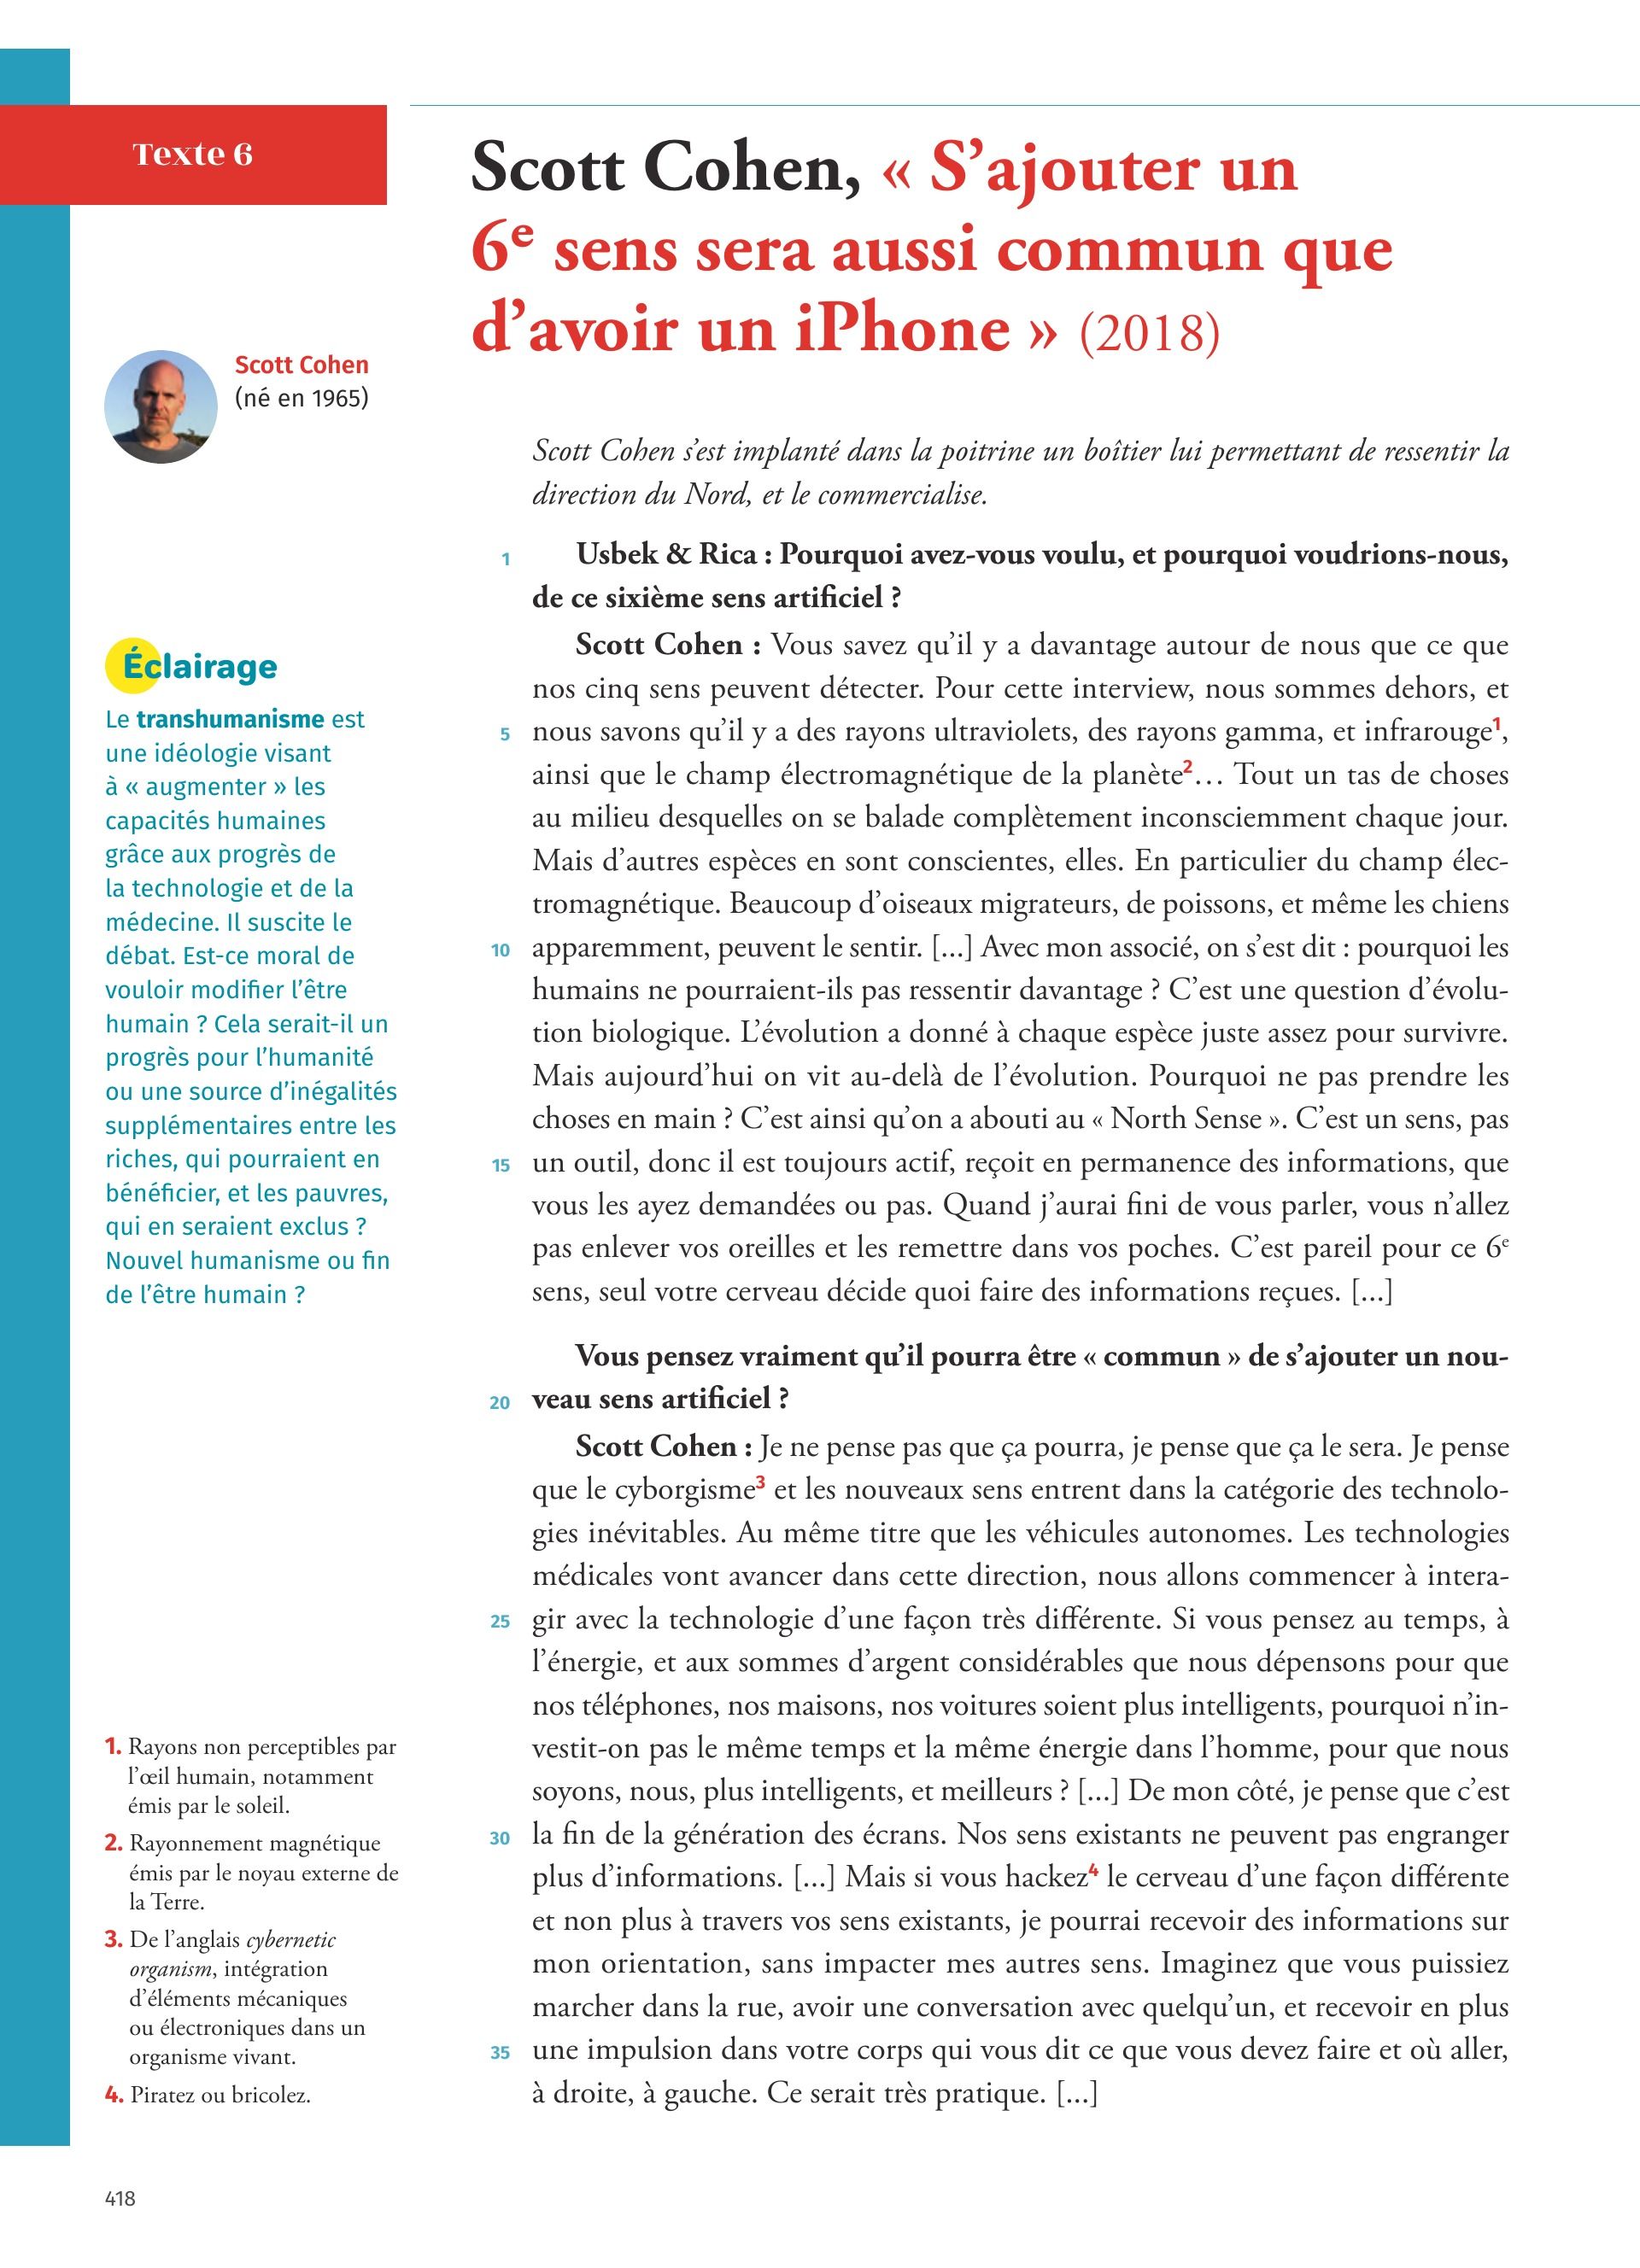 Texte 6
Scott Cohen, « S’ajouter un
6e sens sera aussi commun que
d’avoir un iPhone » (2018)
Scott Cohen
(né en 1965)
Scott Cohen s’est implanté dans la poitrine un boîtier lui permettant de ressentir la
direction du Nord, et le commercialise.
1 Usbek & Rica : Pourquoi avez-vous voulu, et pourquoi voudrions-nous,
de ce sixième sens artificiel ?
Scott Cohen : Vous savez qu’il y a davantage autour de nous que ce que
nos cinq sens peuvent détecter. Pour cette interview, nous sommes dehors, et
5 nous savons qu’il y a des rayons ultraviolets, des rayons gamma, et infrarouge1,
ainsi que le champ électromagnétique de la planète2… Tout un tas de choses
au milieu desquelles on se balade complètement inconsciemment chaque jour.
Mais d’autres espèces en sont conscientes, elles. En particulier du champ élec-
tromagnétique. Beaucoup d’oiseaux migrateurs, de poissons, et même les chiens
10 apparemment, peuvent le sentir. [...] Avec mon associé, on s’est dit : pourquoi les
humains ne pourraient-ils pas ressentir davantage ? C’est une question d’évolu-
tion biologique. L’évolution a donné à chaque espèce juste assez pour survivre.
Mais aujourd’hui on vit au-delà de l’évolution. Pourquoi ne pas prendre les
choses en main ? C’est ainsi qu’on a abouti au « North Sense ». C’est un sens, pas
15 un outil, donc il est toujours actif, reçoit en permanence des informations, que
vous les ayez demandées ou pas. Quand j’aurai fini de vous parler, vous n’allez
pas enlever vos oreilles et les remettre dans vos poches. C’est pareil pour ce 6e
sens, seul votre cerveau décide quoi faire des informations reçues. [...]
Vous pensez vraiment qu’il pourra être « commun » de s’ajouter un nou-
20 veau sens artificiel ?
Scott Cohen : Je ne pense pas que ça pourra, je pense que ça le sera. Je pense
que le cyborgisme3 et les nouveaux sens entrent dans la catégorie des technolo-
gies inévitables. Au même titre que les véhicules autonomes. Les technologies
médicales vont avancer dans cette direction, nous allons commencer à intera-
25 gir avec la technologie d’une façon très différente. Si vous pensez au temps, à
l’énergie, et aux sommes d’argent considérables que nous dépensons pour que
nos téléphones, nos maisons, nos voitures soient plus intelligents, pourquoi n’in-
vestit-on pas le même temps et la même énergie dans l’homme, pour que nous
soyons, nous, plus intelligents, et meilleurs ? [...] De mon côté, je pense que c’est
30 la fin de la génération des écrans. Nos sens existants ne peuvent pas engranger
plus d’informations. [...] Mais si vous hackez4 le cerveau d’une façon différente
et non plus à travers vos sens existants, je pourrai recevoir des informations sur
mon orientation, sans impacter mes autres sens. Imaginez que vous puissiez
marcher dans la rue, avoir une conversation avec quelqu’un, et recevoir en plus
35 une impulsion dans votre corps qui vous dit ce que vous devez faire et où aller,
à droite, à gauche. Ce serait très pratique. [...]
Éclairage
Le transhumanisme est
une idéologie visant
à « augmenter » les
capacités humaines
grâce aux progrès de
la technologie et de la
médecine. Il suscite le
débat. Est-ce moral de
vouloir modifier l’être
humain ? Cela serait-il un
progrès pour l’humanité
ou une source d’inégalités
supplémentaires entre les
riches, qui pourraient en
bénéficier, et les pauvres,
qui en seraient exclus ?
Nouvel humanisme ou fin
de l’être humain ?
1. Rayons non perceptibles par
l’œil humain, notamment
émis par le soleil.
2. Rayonnement magnétique
émis par le noyau externe de
la Terre.
3. De l’anglais cybernetic
organism, intégration
d’éléments mécaniques
ou électroniques dans un
organisme vivant.
4. Piratez ou bricolez.
418